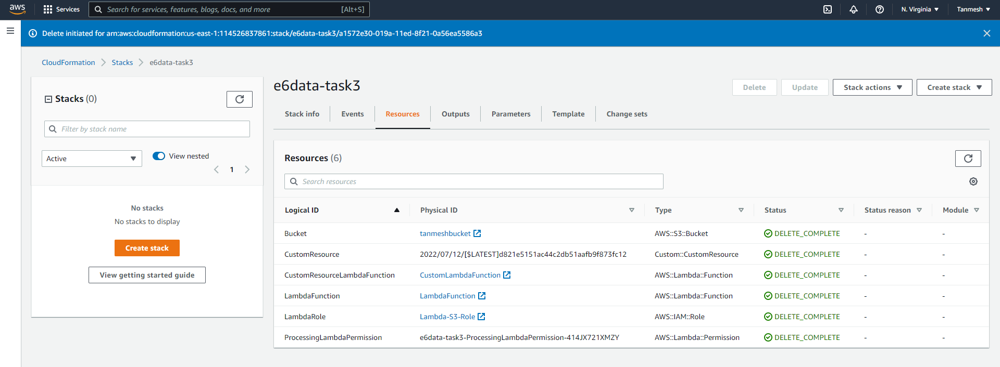 aws Services Search for services, features, blogs, docs, and more [Alt+S] N. Virginia Tanmesh
Delete initiated for arn:aws:cloudformation:us-east-1:114526837861:stack/e6data-task3/a1572e30-019a-11ed-8f21-0a56ea5586a3
CloudFormation Stacks e6data-task3
Stacks (0)
Filter by stack name
Active View nested
1
No stacks
No stacks to display
Create stack
View getting started guide
e6data-task3
Delete Update Stack actions Create stack
Stack info Events Resources Outputs Parameters Template Change sets
Resources (6)
Search resources
Logical ID Physical ID Type Status Status reason Module
Bucket tanmeshbucket AWS::S3::Bucket DELETE_COMPLETE - -
CustomResource 2022/07/12/[$LATEST]d821e5151ac44c2db51aafb9f873fc12 Custom::CustomResource DELETE_COMPLETE - -
CustomResourceLambdaFunction CustomLambdaFunction AWS::Lambda::Function DELETE_COMPLETE - -
LambdaFunction LambdaFunction AWS::Lambda::Function DELETE_COMPLETE - -
LambdaRole Lambda-S3-Role AWS::IAM::Role DELETE_COMPLETE - -
ProcessingLambdaPermission e6data-task3-ProcessingLambdaPermission-414JX721XMZY AWS::Lambda::Permission DELETE_COMPLETE - -